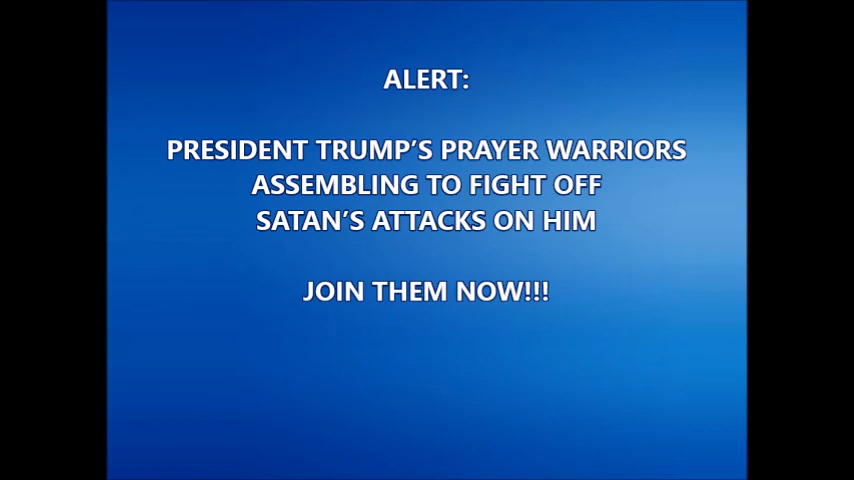 ALERT:
PRESIDENT TRUMP'S PRAYER WARRIORS
ASSEMBLING TO FIGHT OFF
SATAN'S ATTACKS ON HIM
JOIN THEM NOW!!!